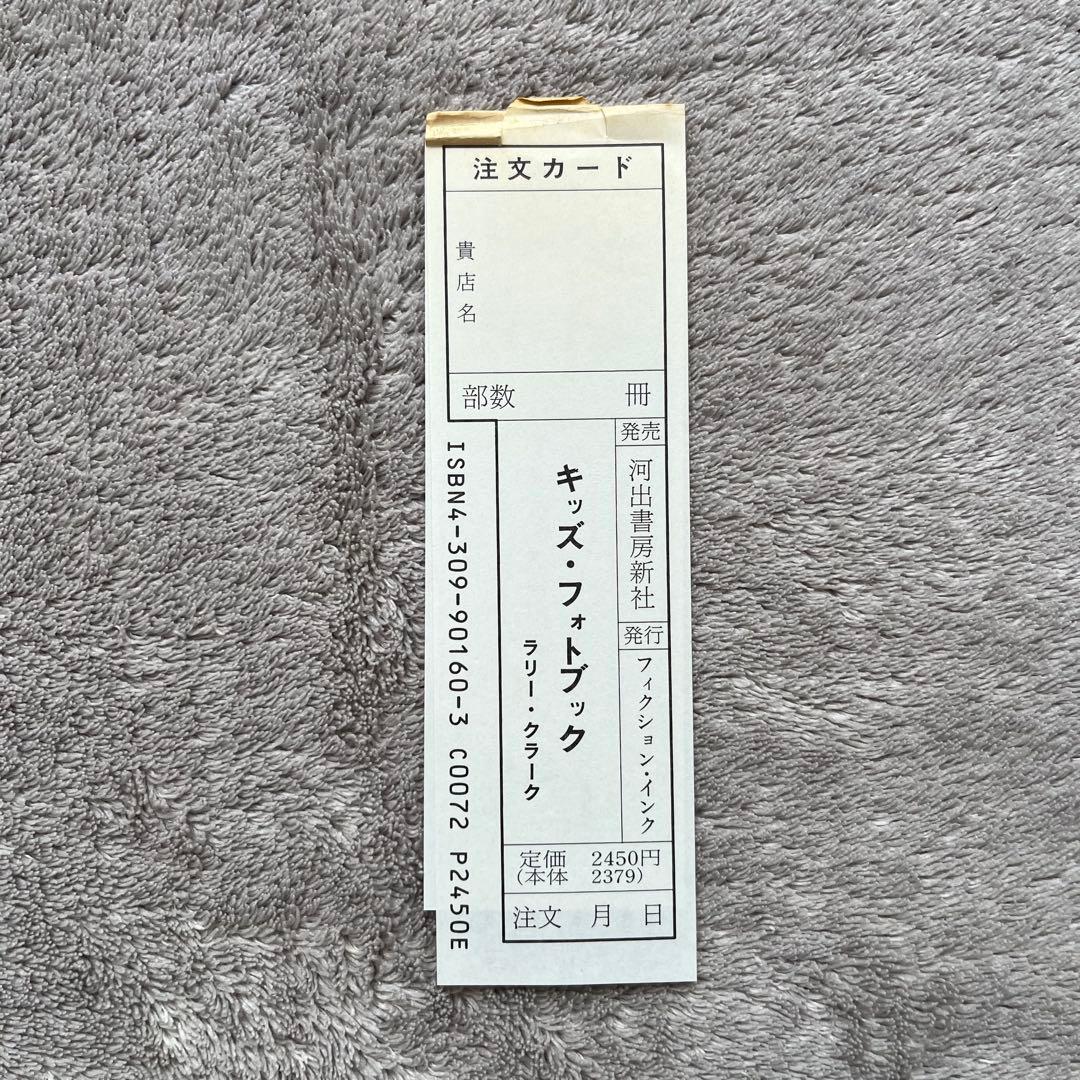 注文カード
貴店名
部数 冊
発売
河出書房新社
発行
フィクション・インク
キッズ・フォトブック
ラリー・クラーク
定価 2450円
(本体 2379)
注文 月 日
ISBN4-309-90160-3 C0072 P2450E